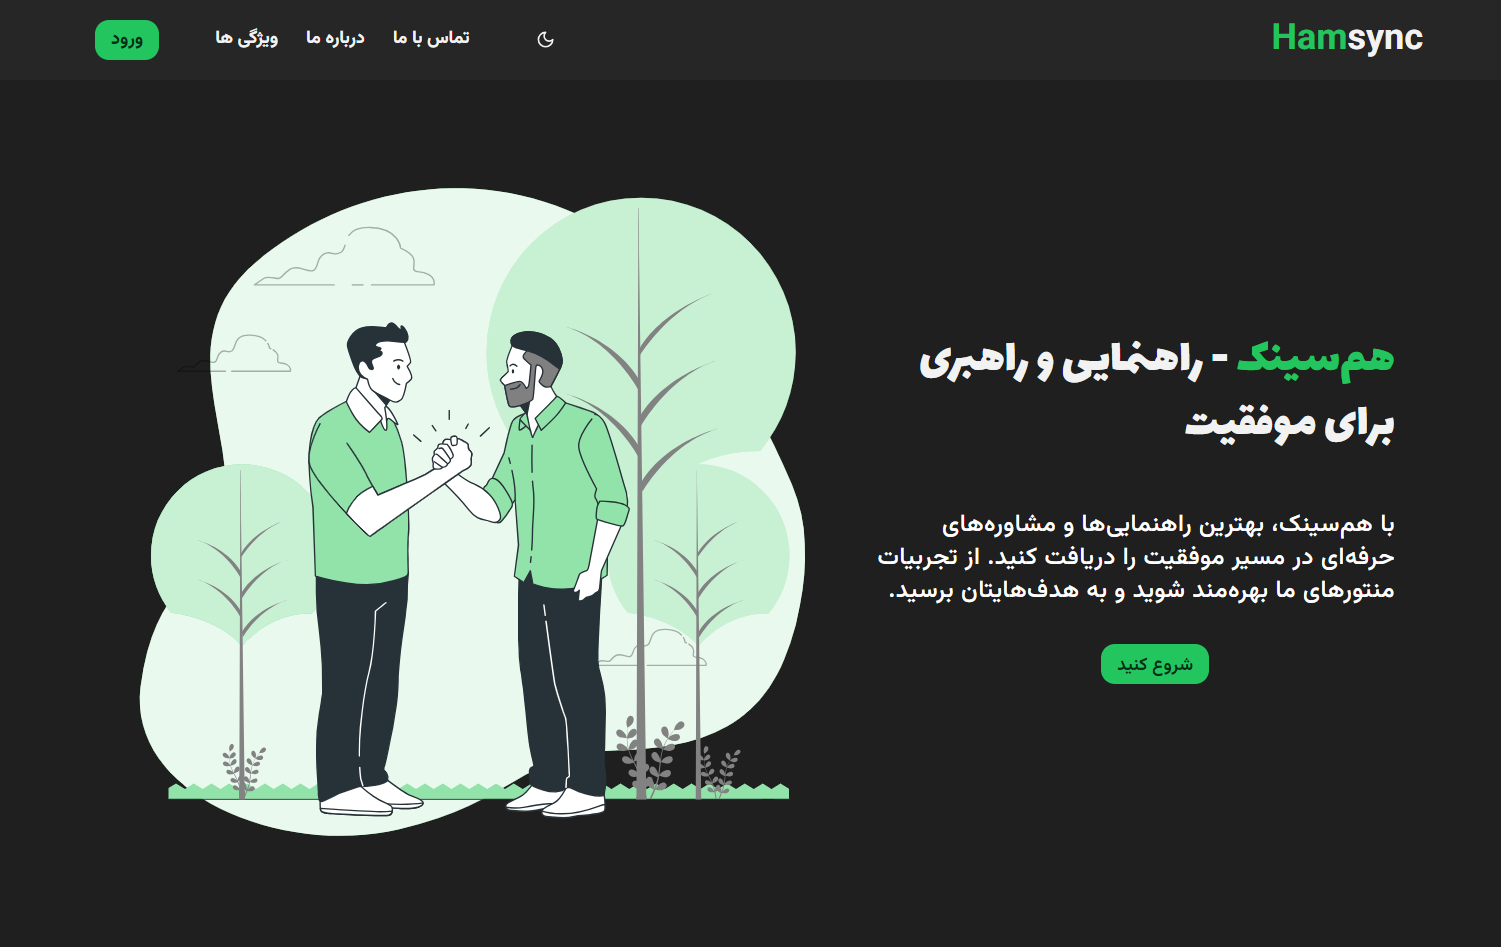 Hamsync
تماس با ما
درباره ما
ویژگی ها
ورود
هم‌سینک - راهنمایی و راهبری
برای موفقیت
با هم‌سینک، بهترین راهنمایی‌ها و مشاوره‌های
حرفه‌ای در مسیر موفقیت را دریافت کنید. از تجربیات
منتورهای ما بهره‌مند شوید و به هدف‌هایتان برسید.
شروع کنید